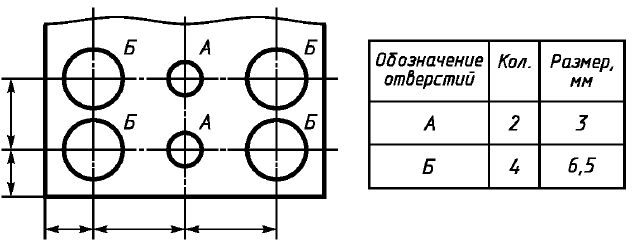 Б А Б
Б А Б
Обозначение отверстий Кол. Размер, мм
А 2 3
Б 4 6,5